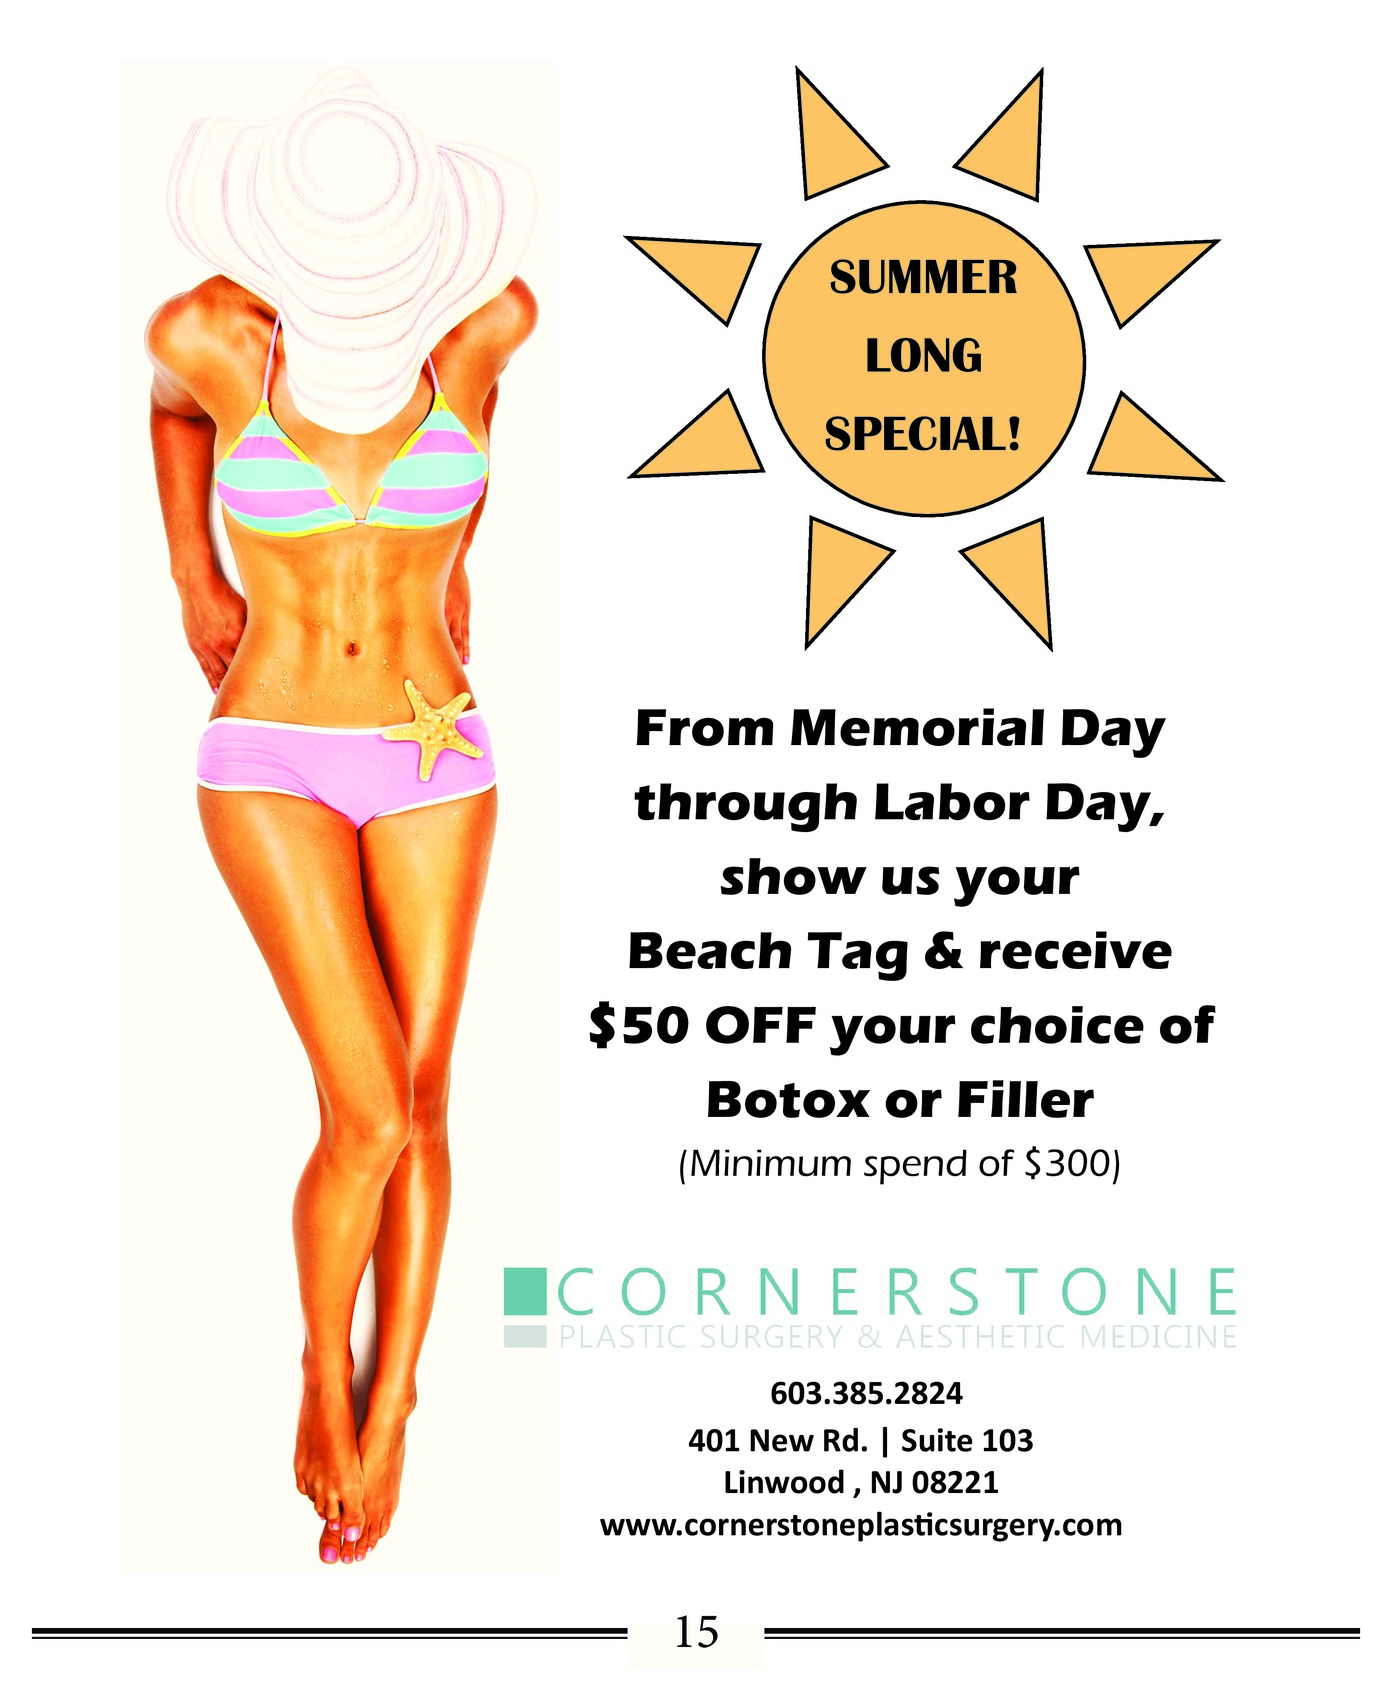 SUMMER
LONG
SPECIAL!
From Memorial Day
through Labor Day,
show us your
Beach Tag & receive
$50 OFF your choice of
Botox or Filler
(Minimum spend of $300)
CORNERSTONE
PLASTIC SURGERY & AESTHETIC MEDICINE
603.385.2824
401 New Rd. | Suite 103
Linwood , NJ 08221
www.cornerstoneplasticsurgery.com
15